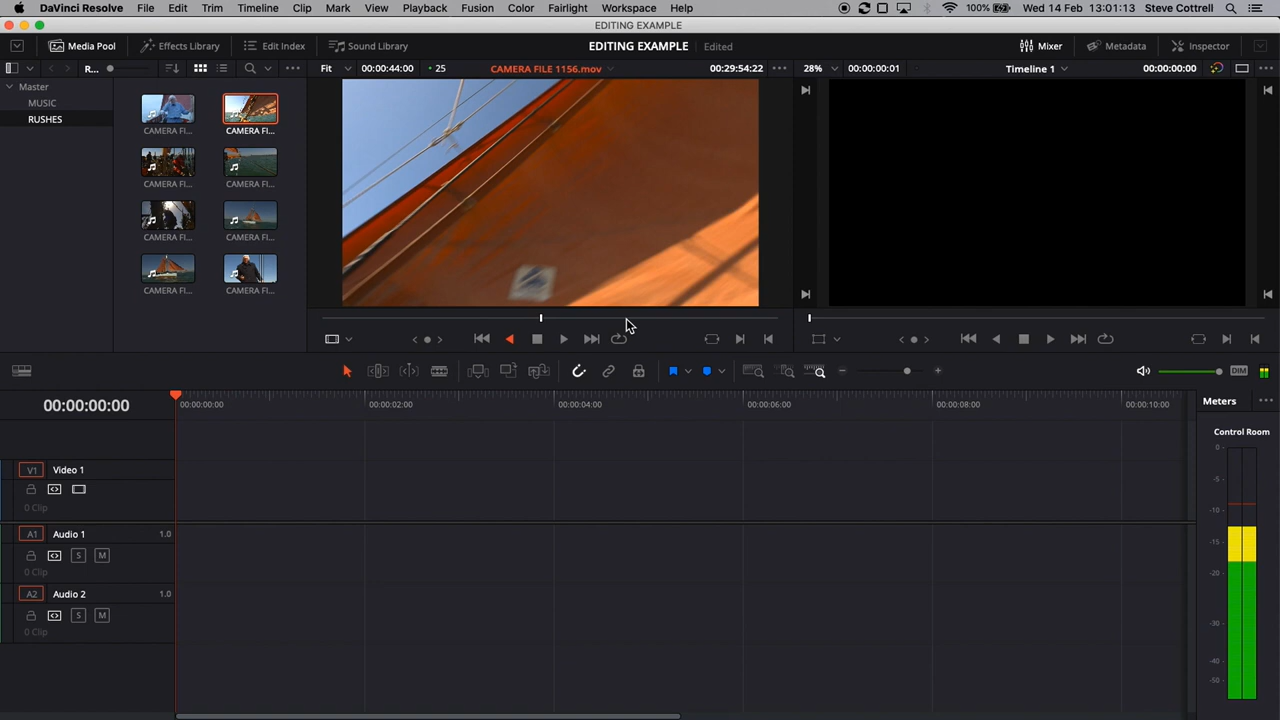 DaVinci Resolve File Edit Trim Timeline Clip Mark View Playback Fusion Color Fairlight Workspace Help 100% Wed 14 Feb 13:01:13 Steve Cottrell
EDITING EXAMPLE
Media Pool Effects Library Edit Index Sound Library EDITING EXAMPLE Edited Mixer Metadata Inspector
R... Fit 00:00:44:00 25 CAMERA FILE 1156.mov 00:29:54:22 28% 00:00:00:01 Timeline 1 00:00:00:00
Master
MUSIC
RUSHES
CAMERA FI... CAMERA FI...
CAMERA FI... CAMERA FI...
CAMERA FI... CAMERA FI...
CAMERA FI... CAMERA FI...
DIM
00:00:00:00 00:00:00:00 00:00:02:00 00:00:04:00 00:00:06:00 00:00:08:00 00:00:10:00 Meters
Control Room
V1 Video 1
0 Clip
A1 Audio 1 1.0
S M
0 Clip
A2 Audio 2 1.0
S M
0 Clip
0
-5
-10
-15
-20
-30
-40
-50